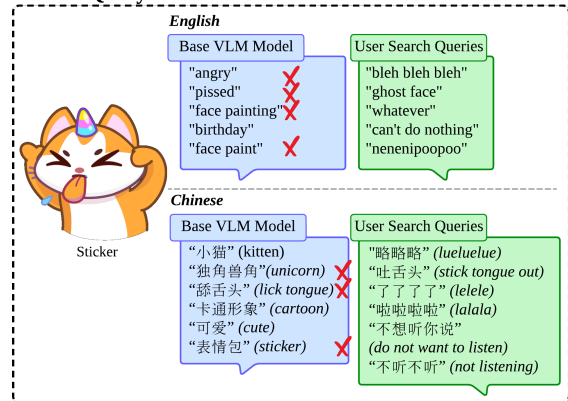 English
Base VLM Model
"angry"
"pissed"
"face painting"
"birthday"
"face paint"
User Search Queries
"bleh bleh bleh"
"ghost face"
"whatever"
"can't do nothing"
"nenenipoopoo"
Sticker
Chinese
Base VLM Model
“小猫” (kitten)
“独角兽角”(unicorn)
“舔舌头” (lick tongue)
“卡通形象” (cartoon)
“可爱” (cute)
“表情包” (sticker)
User Search Queries
"略略略” (lueluelue)
“吐舌头” (stick tongue out)
“了了了了” (lelele)
“啦啦啦啦” (lalala)
“不想听你说”
(do not want to listen)
“不听不听” (not listening)